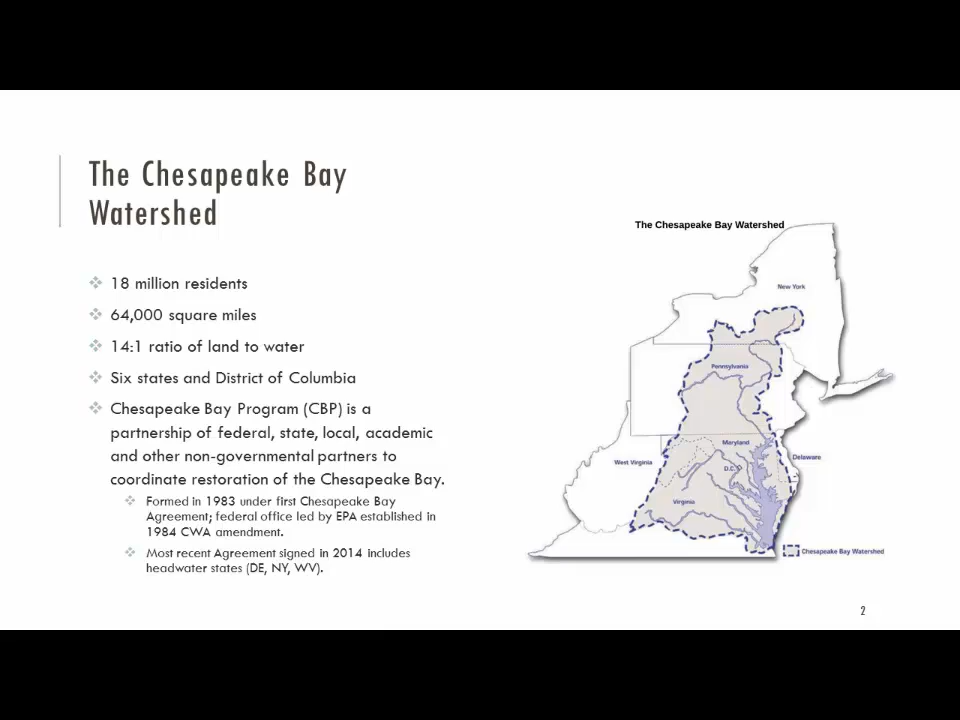 The Chesapeake Bay
Watershed
18 million residents
64,000 square miles
14:1 ratio of land to water
Six states and District of Columbia
Chesapeake Bay Program (CBP) is a
partnership of federal, state, local, academic
and other non-governmental partners to
coordinate restoration of the Chesapeake Bay.
Formed in 1983 under first Chesapeake Bay
Agreement; federal office led by EPA established in
1984 CWA amendment.
Most recent Agreement signed in 2014 includes
headwater states (DE, NY, WV).
The Chesapeake Bay Watershed
New York
Pennsylvania
Maryland
West Virginia
D.C.
Delaware
Virginia
Chesapeake Bay Watershed
2